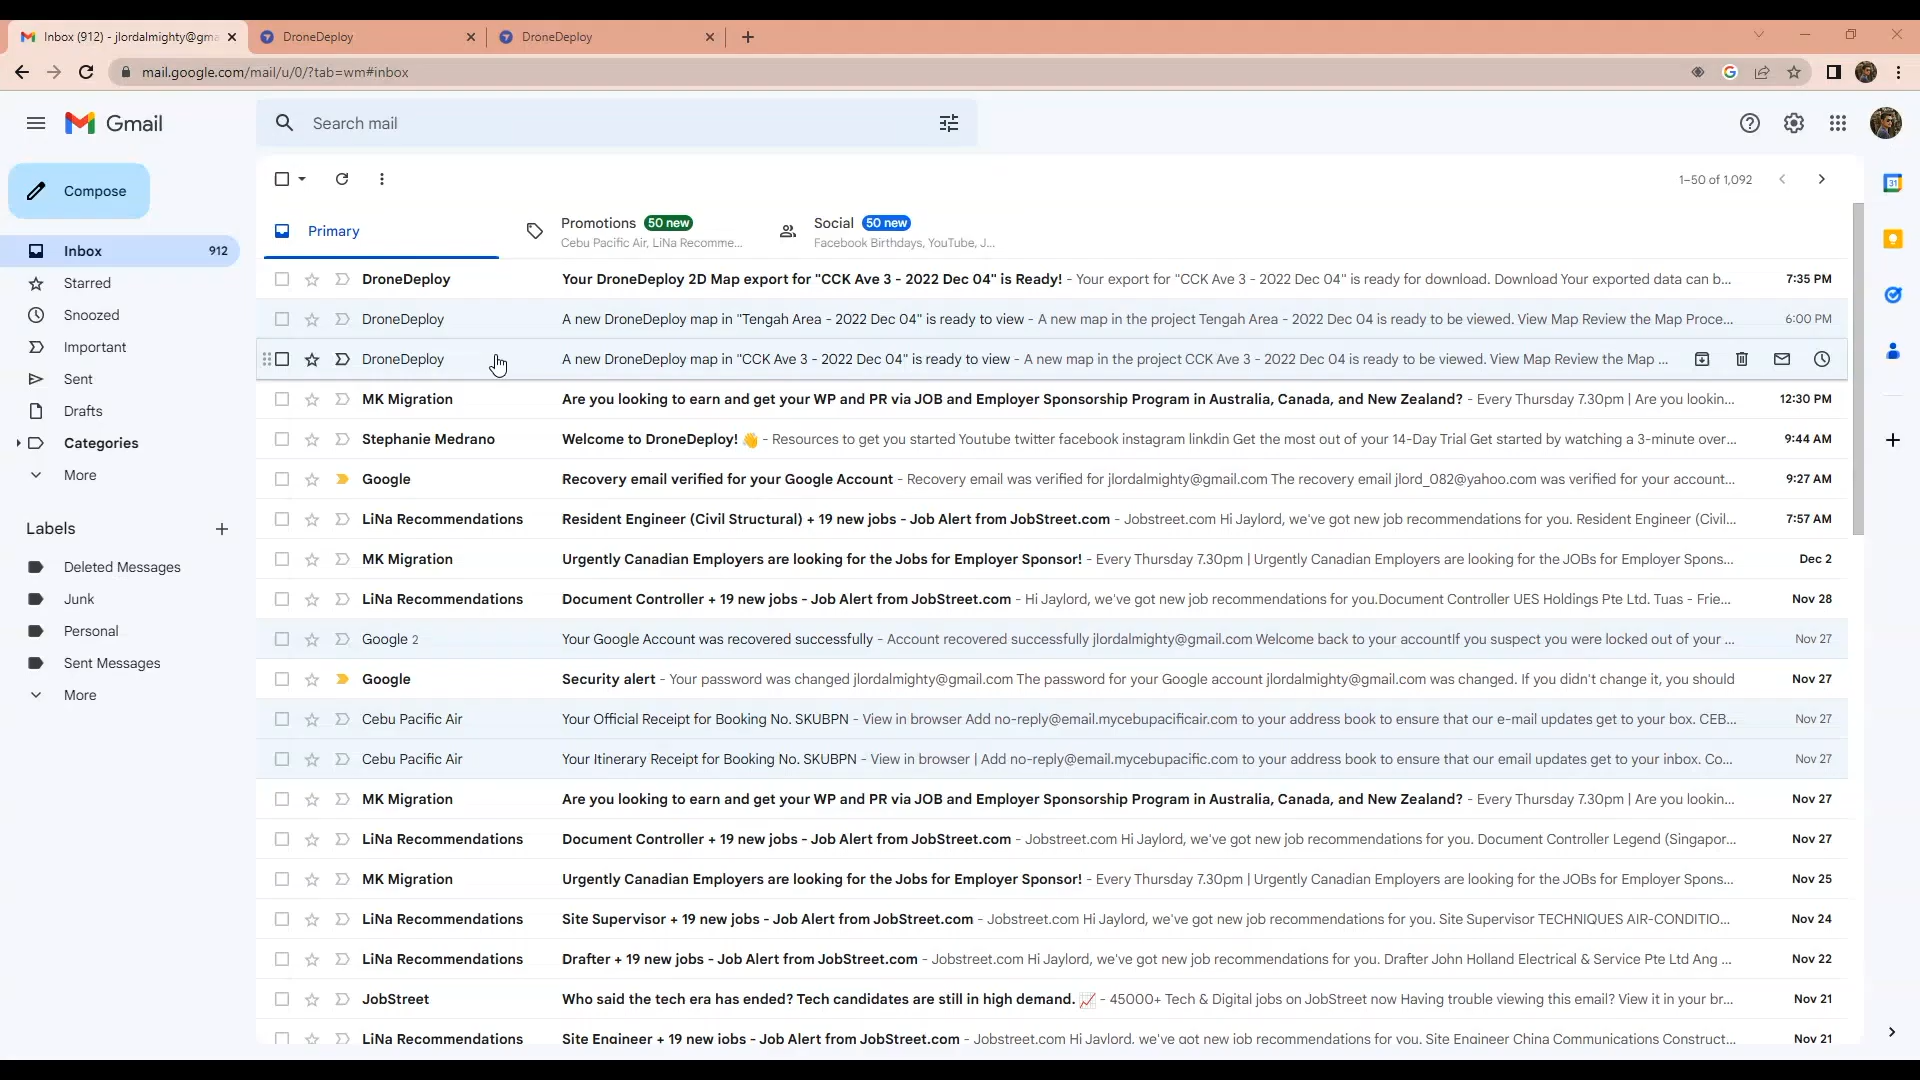 Inbox (912) - jlordalmighty@gma
DroneDeploy
DroneDeploy
mail.google.com/mail/u/0/?tab=wm#inbox
Gmail
Search mail
Compose
1–50 of 1,092
Inbox 912
Starred
Snoozed
Important
Sent
Drafts
Categories
More
Labels
Deleted Messages
Junk
Personal
Sent Messages
More
Primary
Promotions 50 new
Cebu Pacific Air, LiNa Recomme...
Social 50 new
Facebook Birthdays, YouTube, J...
31
DroneDeploy Your DroneDeploy 2D Map export for "CCK Ave 3 - 2022 Dec 04" is Ready! - Your export for "CCK Ave 3 - 2022 Dec 04" is ready for download. Download Your exported data can b... 7:35 PM
DroneDeploy A new DroneDeploy map in "Tengah Area - 2022 Dec 04" is ready to view - A new map in the project Tengah Area - 2022 Dec 04 is ready to be viewed. View Map Review the Map Proce... 6:00 PM
DroneDeploy A new DroneDeploy map in "CCK Ave 3 - 2022 Dec 04" is ready to view - A new map in the project CCK Ave 3 - 2022 Dec 04 is ready to be viewed. View Map Review the Map ...
MK Migration Are you looking to earn and get your WP and PR via JOB and Employer Sponsorship Program in Australia, Canada, and New Zealand? - Every Thursday 7.30pm | Are you lookin... 12:30 PM
Stephanie Medrano Welcome to DroneDeploy! 👋 - Resources to get you started Youtube twitter facebook instagram linkdin Get the most out of your 14-Day Trial Get started by watching a 3-minute over... 9:44 AM
Google Recovery email verified for your Google Account - Recovery email was verified for jlordalmighty@gmail.com The recovery email jlord_082@yahoo.com was verified for your account... 9:27 AM
LiNa Recommendations Resident Engineer (Civil Structural) + 19 new jobs - Job Alert from JobStreet.com - Jobstreet.com Hi Jaylord, we've got new job recommendations for you. Resident Engineer (Civil... 7:57 AM
MK Migration Urgently Canadian Employers are looking for the Jobs for Employer Sponsor! - Every Thursday 7.30pm | Urgently Canadian Employers are looking for the JOBs for Employer Spons... Dec 2
LiNa Recommendations Document Controller + 19 new jobs - Job Alert from JobStreet.com - Hi Jaylord, we've got new job recommendations for you.Document Controller UES Holdings Pte Ltd. Tuas - Frie... Nov 28
Google 2 Your Google Account was recovered successfully - Account recovered successfully jlordalmighty@gmail.com Welcome back to your accountIf you suspect you were locked out of your ... Nov 27
Google Security alert - Your password was changed jlordalmighty@gmail.com The password for your Google account jlordalmighty@gmail.com was changed. If you didn't change it, you should Nov 27
Cebu Pacific Air Your Official Receipt for Booking No. SKUBPN - View in browser Add no-reply@email.mycebupacificair.com to your address book to ensure that our e-mail updates get to your box. CEB... Nov 27
Cebu Pacific Air Your Itinerary Receipt for Booking No. SKUBPN - View in browser | Add no-reply@email.mycebupacific.com to your address book to ensure that our email updates get to your inbox. Co... Nov 27
MK Migration Are you looking to earn and get your WP and PR via JOB and Employer Sponsorship Program in Australia, Canada, and New Zealand? - Every Thursday 7.30pm | Are you lookin... Nov 27
LiNa Recommendations Document Controller + 19 new jobs - Job Alert from JobStreet.com - Jobstreet.com Hi Jaylord, we've got new job recommendations for you. Document Controller Legend (Singapor... Nov 27
MK Migration Urgently Canadian Employers are looking for the Jobs for Employer Sponsor! - Every Thursday 7.30pm | Urgently Canadian Employers are looking for the JOBs for Employer Spons... Nov 25
LiNa Recommendations Site Supervisor + 19 new jobs - Job Alert from JobStreet.com - Jobstreet.com Hi Jaylord, we've got new job recommendations for you. Site Supervisor TECHNIQUES AIR-CONDITIO... Nov 24
LiNa Recommendations Drafter + 19 new jobs - Job Alert from JobStreet.com - Jobstreet.com Hi Jaylord, we've got new job recommendations for you. Drafter John Holland Electrical & Service Pte Ltd Ang ... Nov 22
JobStreet Who said the tech era has ended? Tech candidates are still in high demand. 📈 - 45000+ Tech & Digital jobs on JobStreet now Having trouble viewing this email? View it in your br... Nov 21
LiNa Recommendations Site Engineer + 19 new jobs - Job Alert from JobStreet.com - Jobstreet.com Hi Jaylord, we've got new job recommendations for you. Site Engineer China Communications Construct... Nov 21